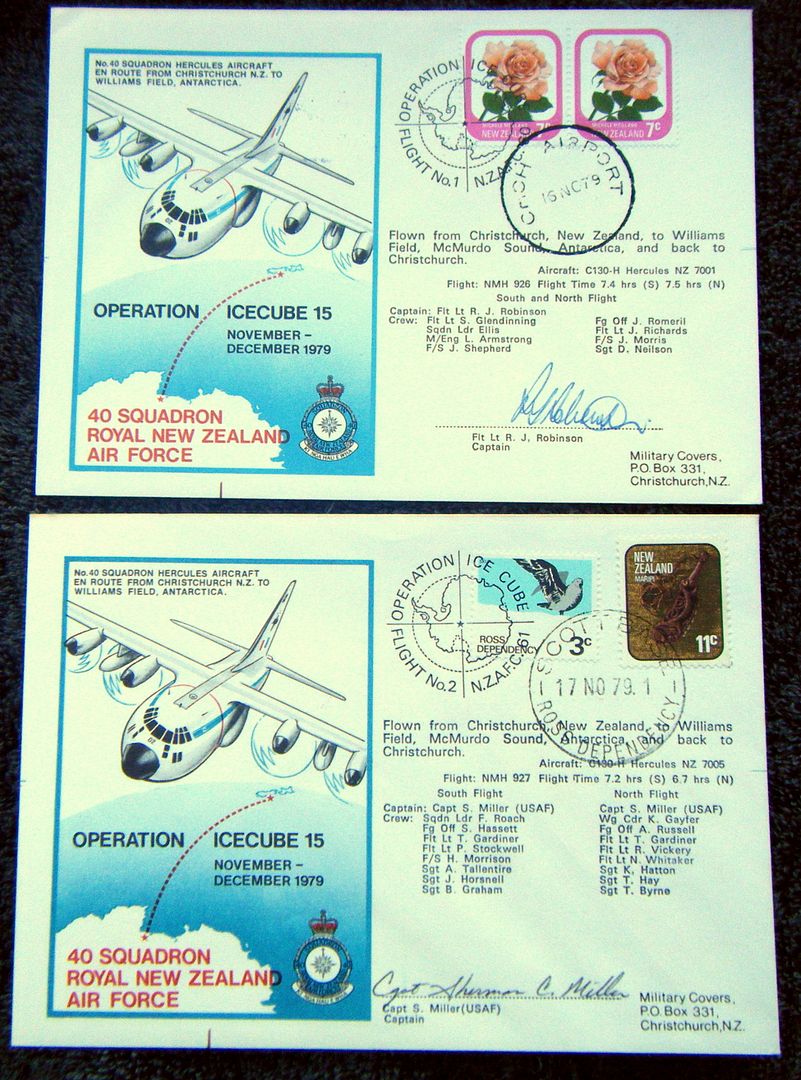 No. 40 SQUADRON HERCULES AIRCRAFT
EN ROUTE FROM CHRISTCHURCH N.Z. TO
WILLIAMS FIELD, ANTARCTICA.
OPERATION ICECUBE 15
NOVEMBER –
DECEMBER 1979
40 SQUADRON
ROYAL NEW ZEALAND
AIR FORCE
OPERATION ICE
FLIGHT No.1
NEW ZEALAND 7c
NEW ZEALAND 7c
AIRPORT
Flown from Christchurch, New Zealand, to Williams
Field, McMurdo Sound, Antarctica, and back to
Christchurch.
Aircraft: C130-H Hercules NZ 7001
Flight: NMH 926 Flight Time 7.4 hrs (S) 7.5 hrs (N)
South and North Flight
Captain: Flt Lt R. J. Robinson
Crew: Flt Lt S. Glendinning Fg Off J. Romeril
Sqdn Ldr Ellis Flt Lt J. Richards
M/Eng L. Armstrong F/S J. Morris
F/S J. Shepherd Sgt D. Neilson
Flt Lt R. J. Robinson
Captain
Military Covers,
P.O. Box 331,
Christchurch, N.Z.
No. 40 SQUADRON HERCULES AIRCRAFT
EN ROUTE FROM CHRISTCHURCH N.Z. TO
WILLIAMS FIELD, ANTARCTICA.
OPERATION ICECUBE 15
NOVEMBER –
DECEMBER 1979
40 SQUADRON
ROYAL NEW ZEALAND
AIR FORCE
OPERATION ICE CUBE
FLIGHT No.2 N.Z.A.F.C. 61
ROSS
DEPENDENCY 3c
NEW
ZEALAND
MARIPI
11c
SCOTT
17 NO 79. 1
ROSS DEPENDENCY
Flown from Christchurch, New Zealand, to Williams
Field, McMurdo Sound, Antarctica, and back to
Christchurch.
Aircraft: C130-H Hercules NZ 7005
Flight: NMH 927 Flight Time 7.2 hrs (S) 6.7 hrs (N)
South Flight North Flight
Captain: Capt S. Miller (USAF) Capt S. Miller (USAF)
Crew: Sqdn Ldr F. Roach Wg Cdr K. Gayfer
Fg Off S. Hassett Fg Off A. Russell
Flt Lt T. Gardiner Flt Lt T. Gardiner
Flt Lt P. Stockwell Flt Lt R. Vickery
F/S H. Morrison Flt Lt N. Whitaker
Sgt A. Tallentire Sgt K. Hatton
Sgt J. Horsnell Sgt T. Hay
Sgt B. Graham Sgt T. Byrne
Capt Sherman C. Miller
Capt S. Miller(USAF)
Captain
Military Covers,
P.O. Box 331,
Christchurch, N.Z.